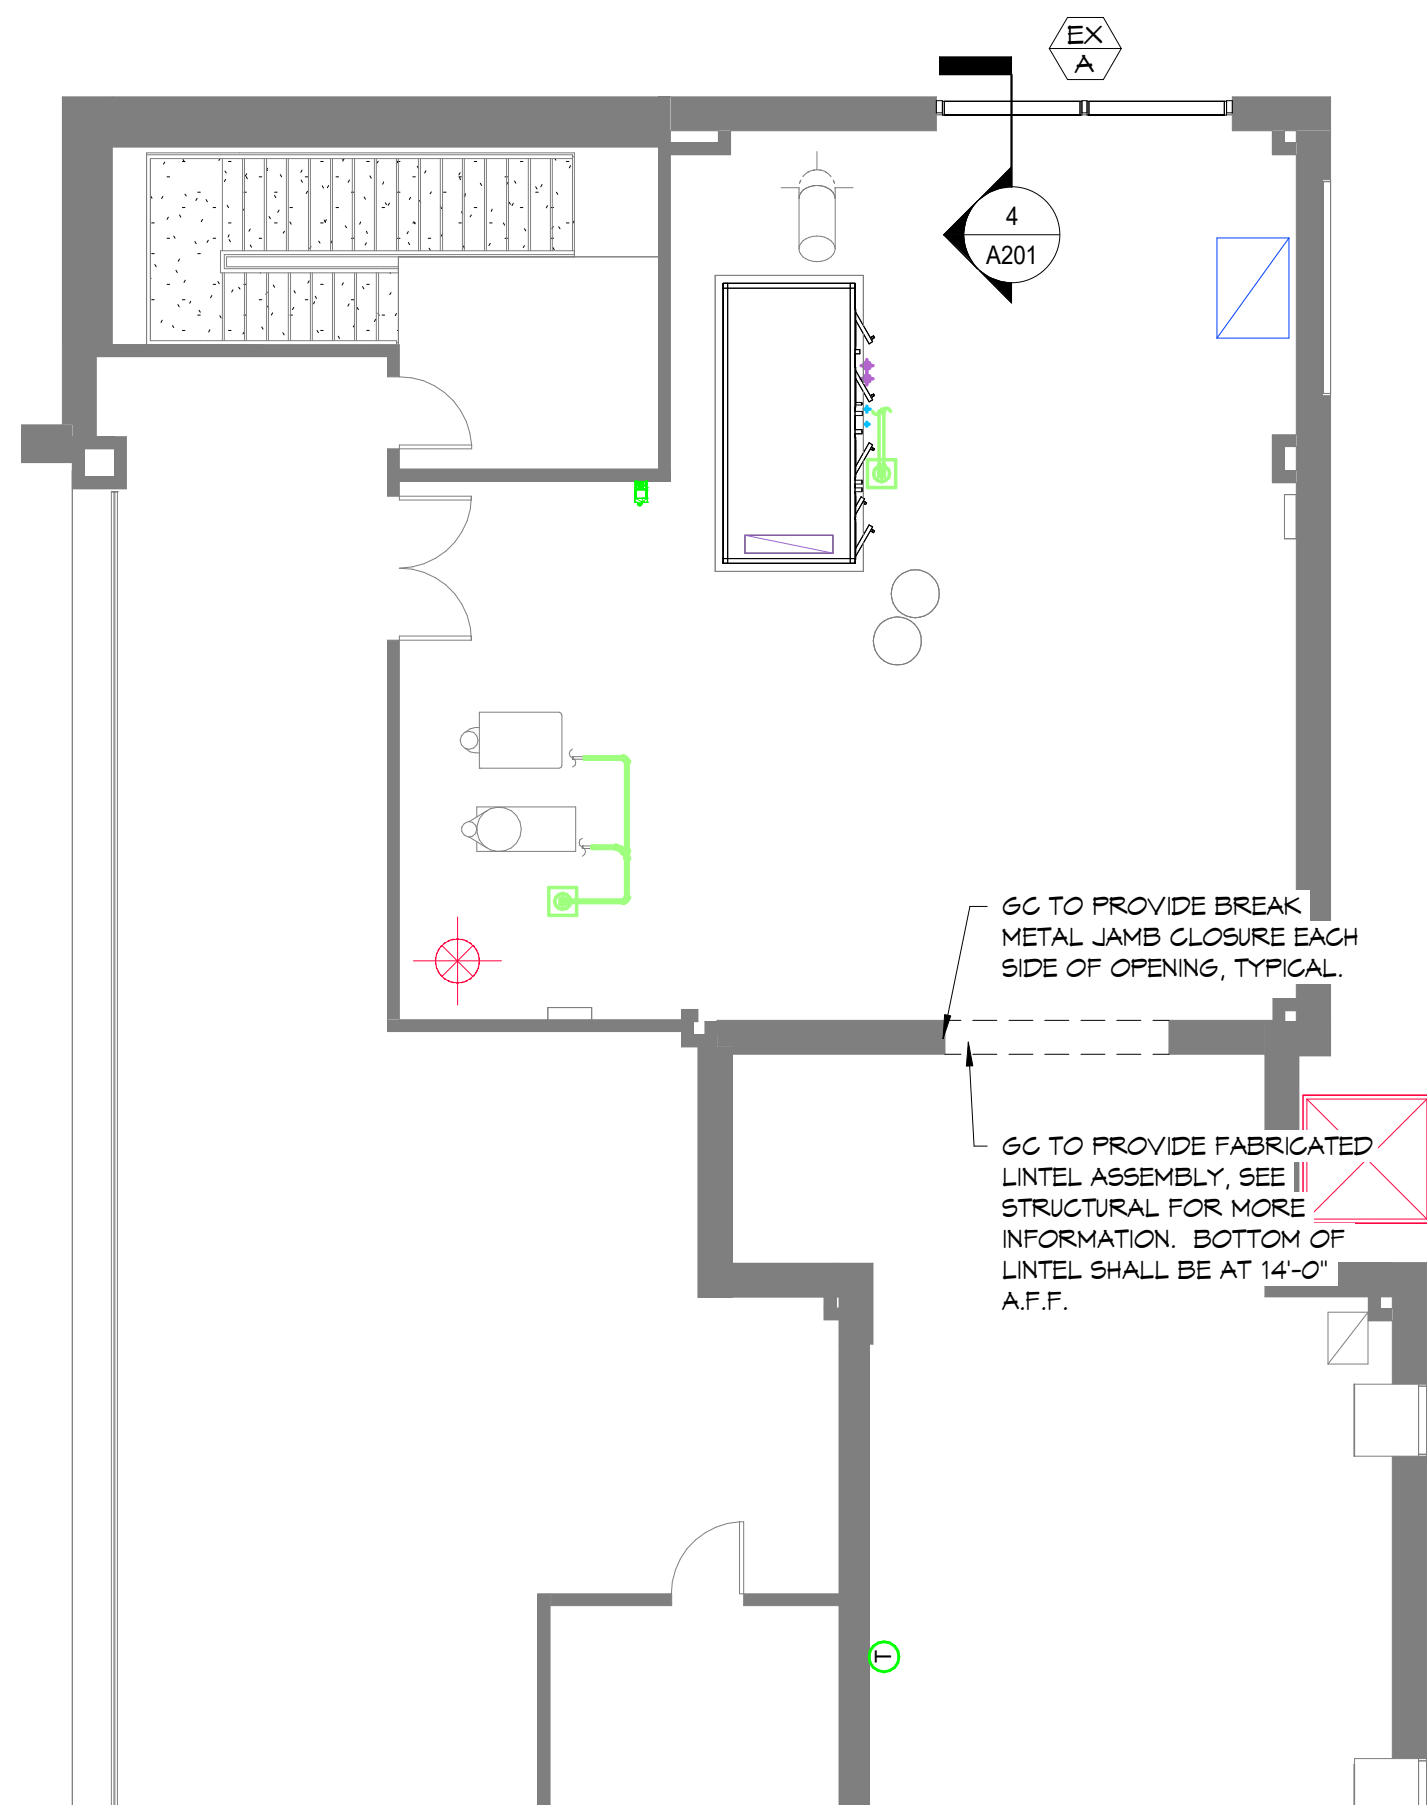 EX
A
4
A201
GC TO PROVIDE BREAK
METAL JAMB CLOSURE EACH
SIDE OF OPENING, TYPICAL.
GC TO PROVIDE FABRICATED
LINTEL ASSEMBLY, SEE
STRUCTURAL FOR MORE
INFORMATION.  BOTTOM OF
LINTEL SHALL BE AT 14'-0"
A.F.F.
T